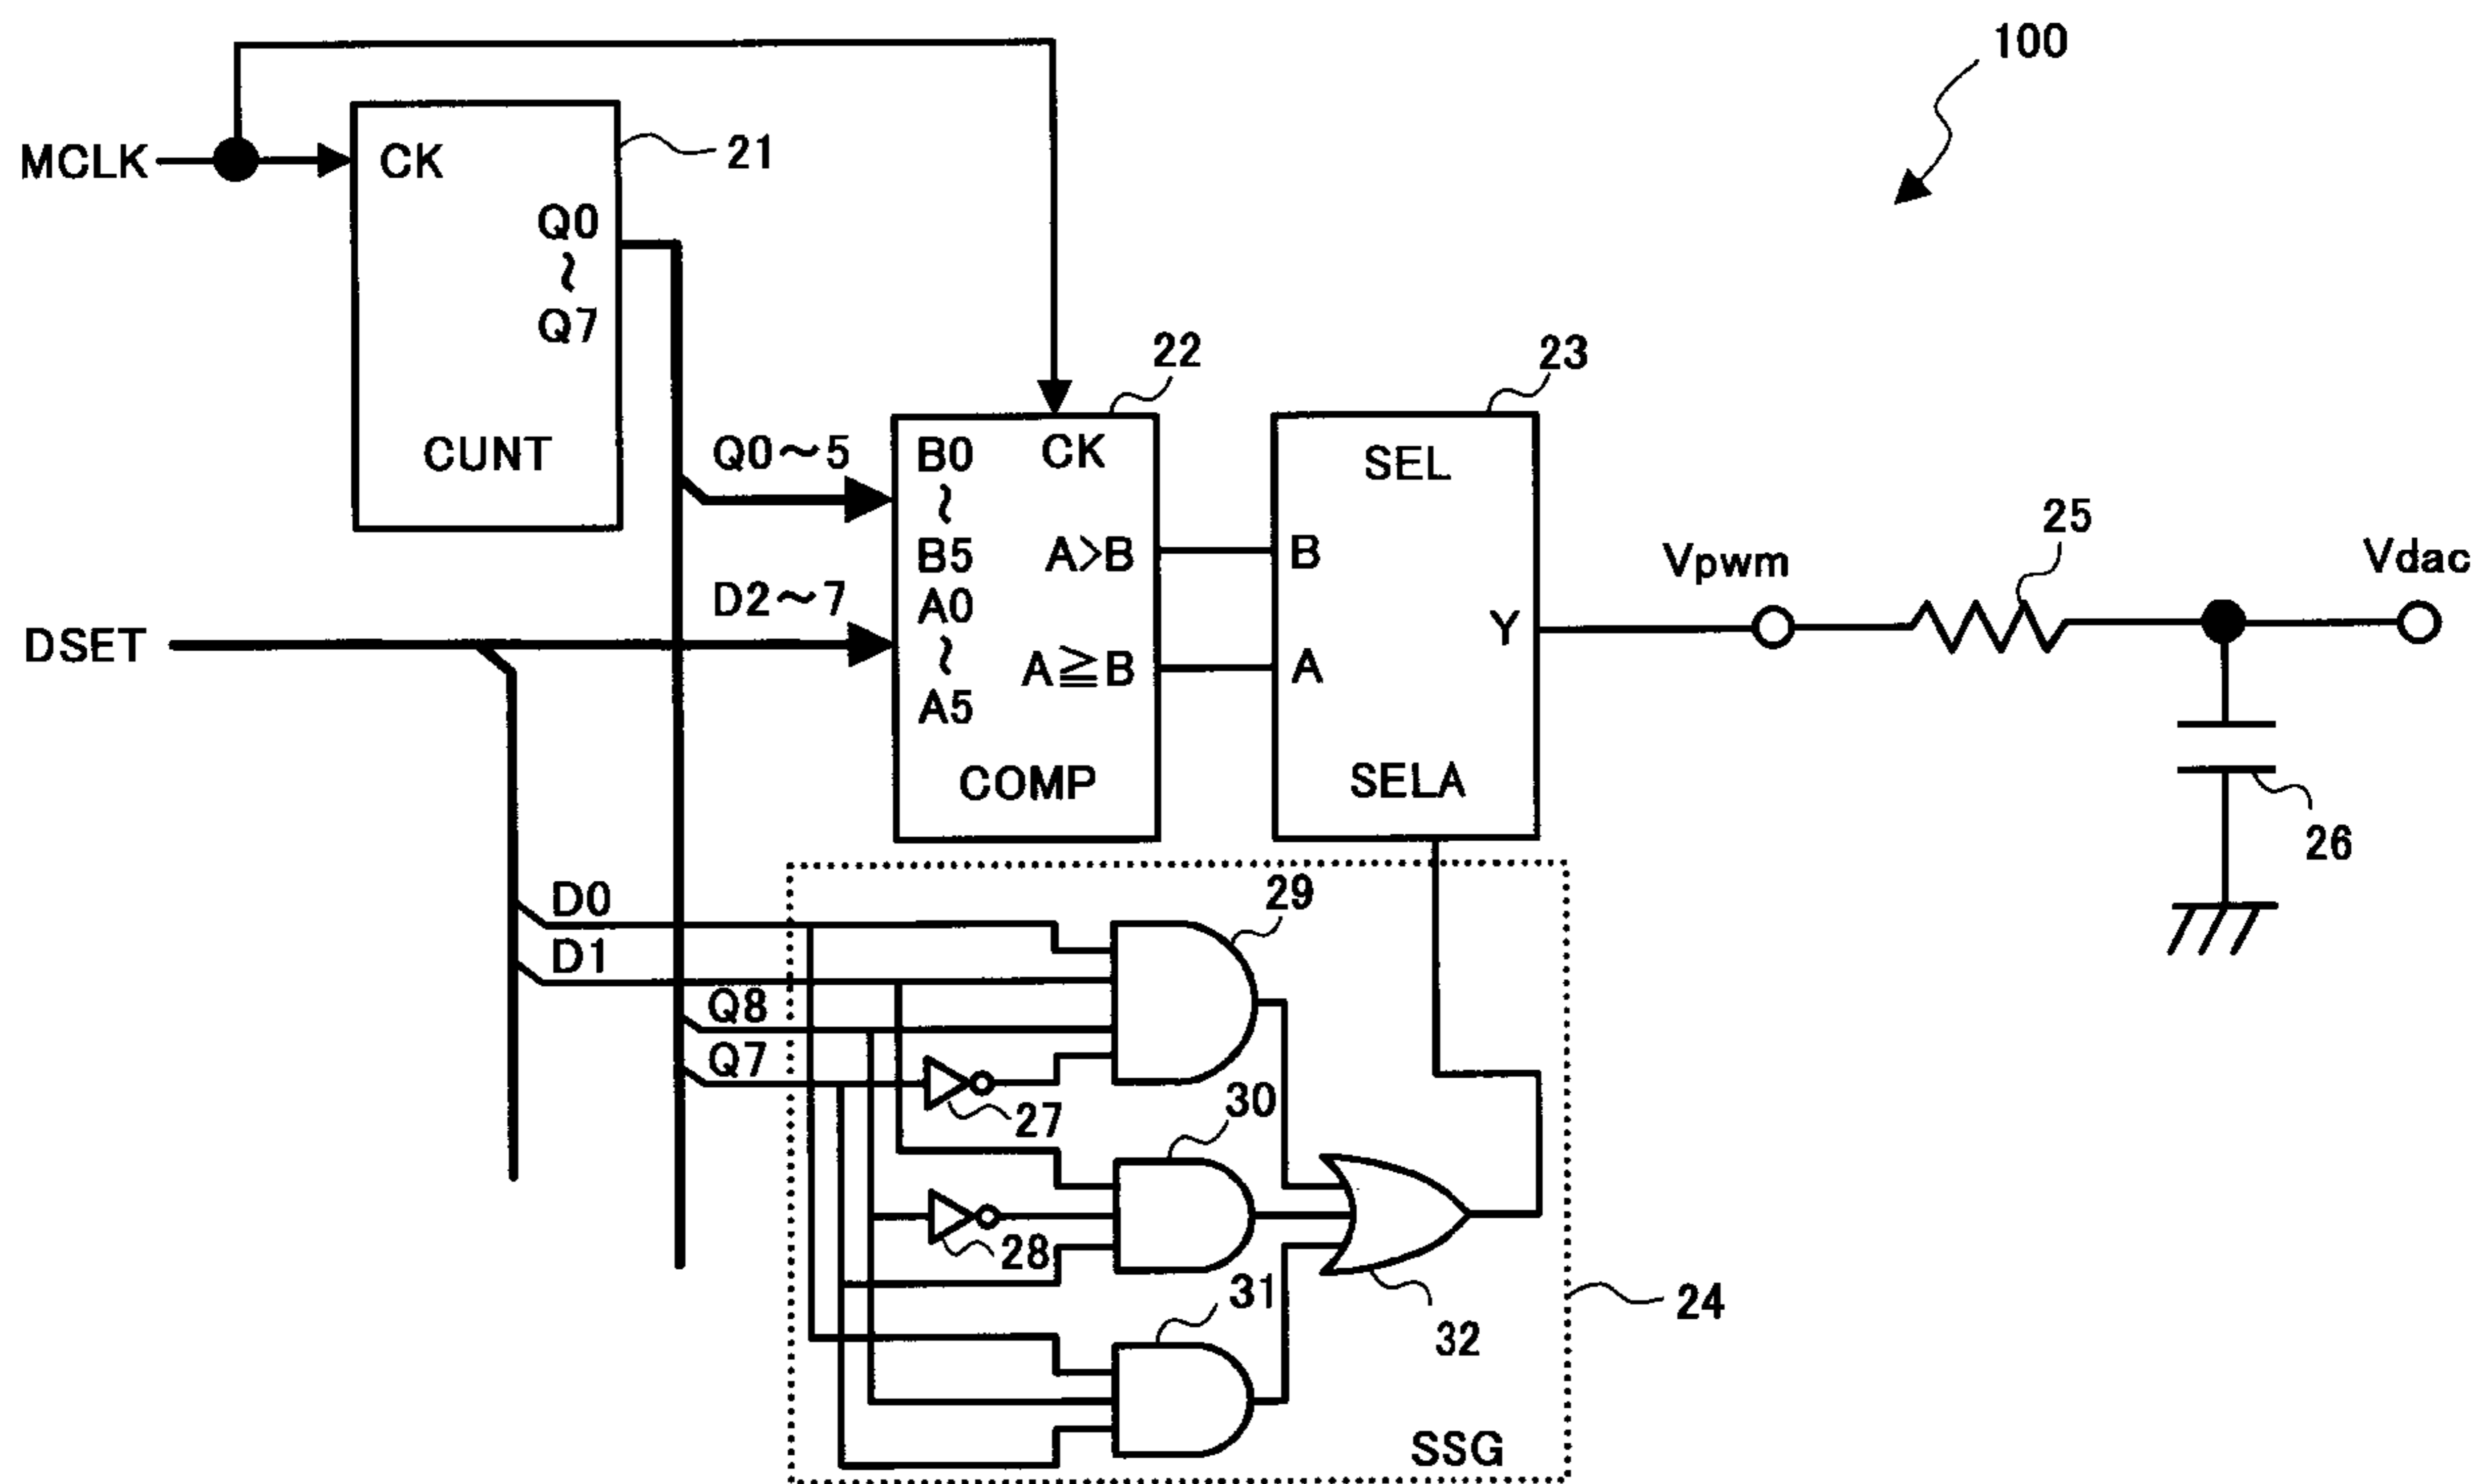 100
MCLK
CK
21
Q0
~
Q7
CUNT
22
23
Q0～5
B0
~
B5
CK
SEL
A>B
B
25
Vpwm
Vdac
D2～7
A0
~
A5
DSET
A≧B
A
Y
COMP
SELA
26
D0
29
D1
Q8
Q7
27
30
28
31
24
32
SSG